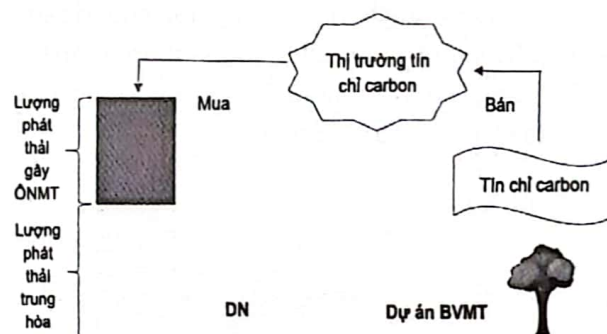 Thị trường tín
chỉ carbon
Mua
Bán
Lượng
phát
thải
gây
ÔNMT
Tín chỉ carbon
Lượng
phát
thải
trung
hòa
DN
Dự án BVMT